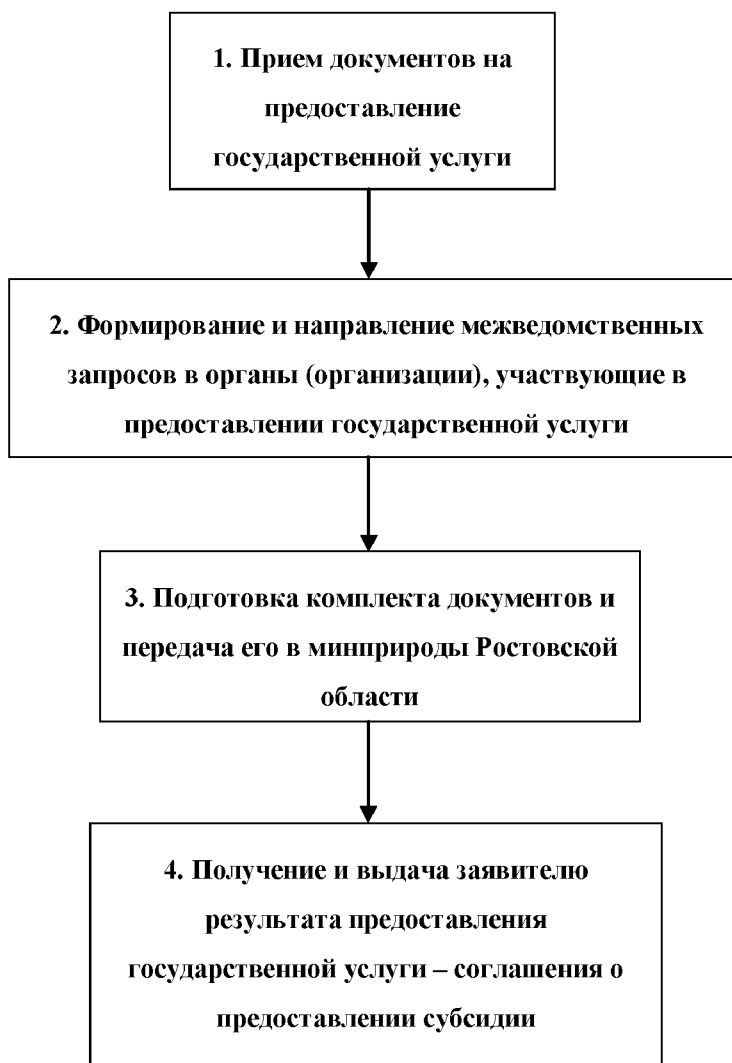 1. Прием документов на
предоставление
государственной услуги
2. Формирование и направление межведомственных
запросов в органы (организации), участвующие в
предоставлении государственной услуги
3. Подготовка комплекта документов и
передача его в минприроды Ростовской
области
4. Получение и выдача заявителю
результата предоставления
государственной услуги – соглашения о
предоставлении субсидии